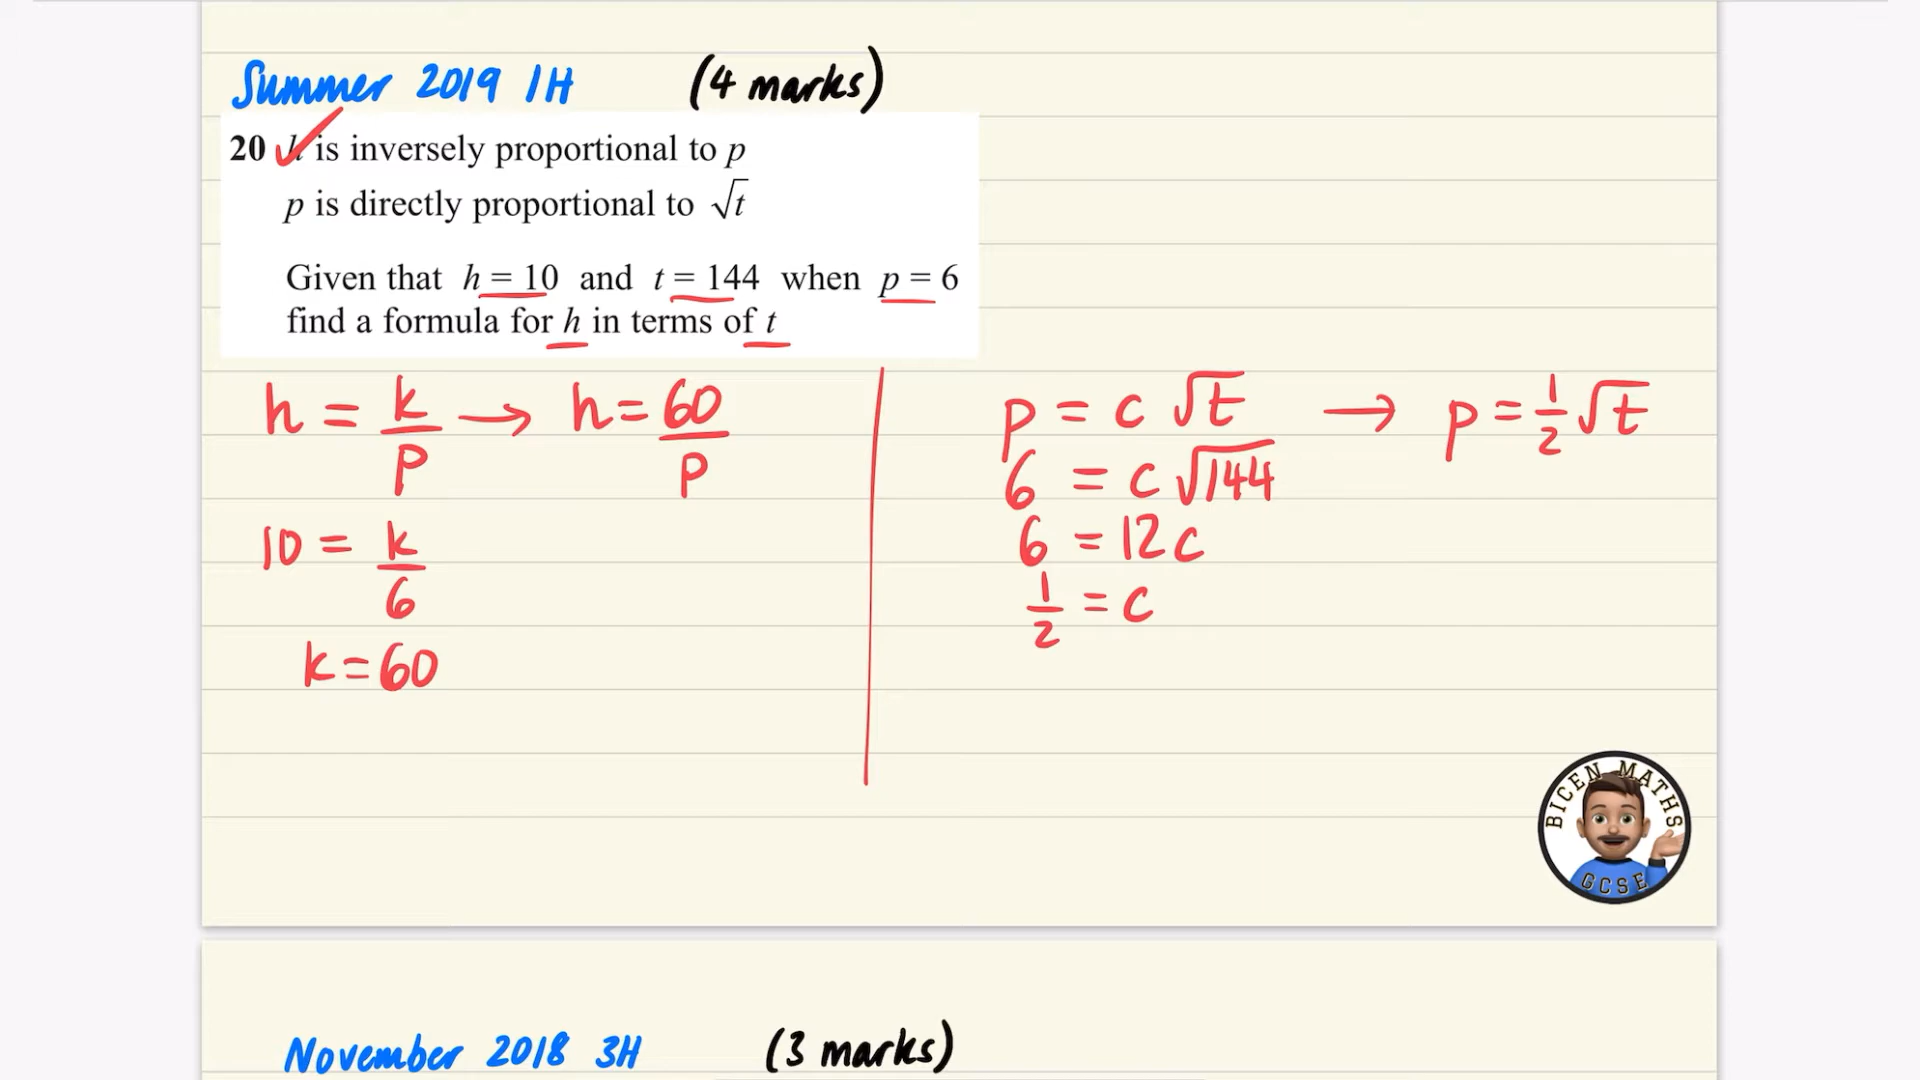 Summer 2019 1H (4 marks)
20 h is inversely proportional to p
p is directly proportional to √t
Given that h = 10 and t = 144 when p = 6
find a formula for h in terms of t
h = k/p → h = 60/p
10 = k/6
k = 60
p = c √t → p = 1/2 √t
6 = c √144
6 = 12c
1/2 = c
BICEN MATHS
GCSE
November 2018 3H (3 marks)